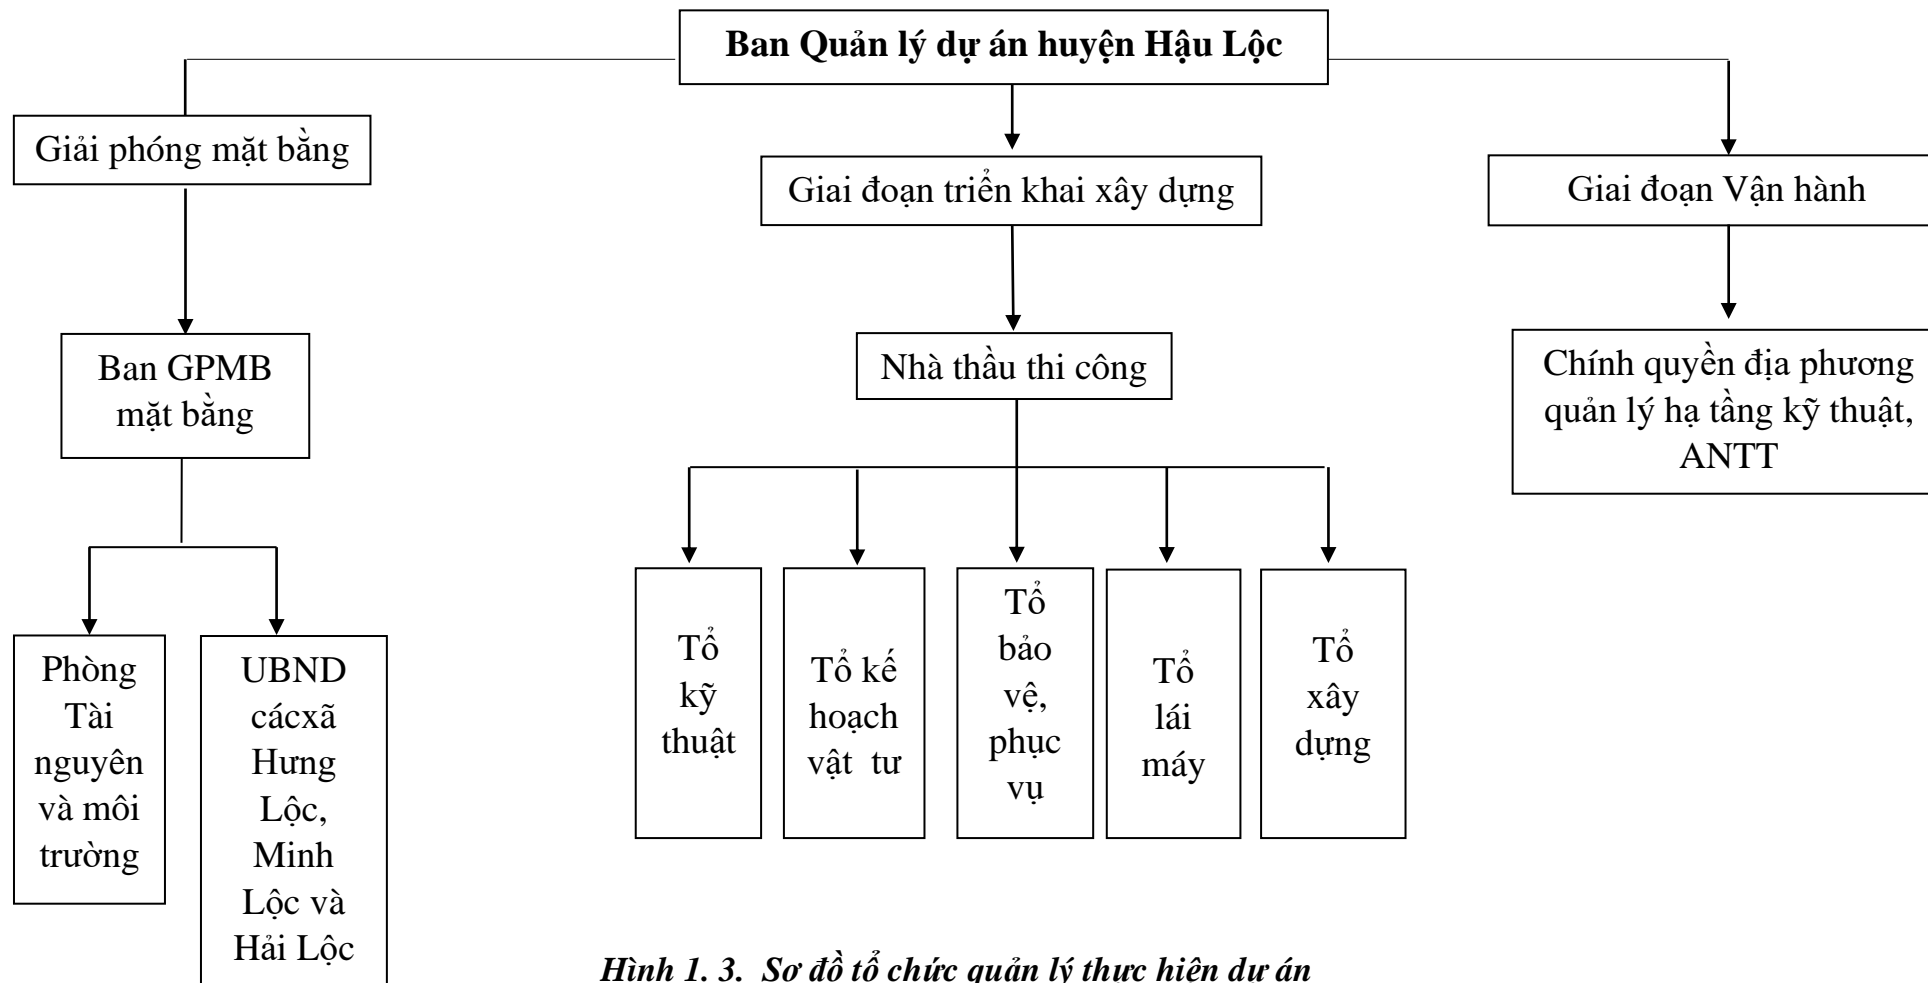 Ban Quản lý dự án huyện Hậu Lộc
Giải phóng mặt bằng
Giai đoạn triển khai xây dựng
Giai đoạn Vận hành
Ban GPMB
mặt bằng
Nhà thầu thi công
Chính quyền địa phương
quản lý hạ tầng kỹ thuật,
ANTT
Phòng
Tài
nguyên
và môi
trường
UBND
cácxã
Hưng
Lộc,
Minh
Lộc và
Hải Lộc
Tổ
kỹ
thuật
Tổ kế
hoạch
vật tư
Tổ
bảo
vệ,
phục
vụ
Tổ
lái
máy
Tổ
xây
dựng
Hình 1. 3. Sơ đồ tổ chức quản lý thực hiện dự án